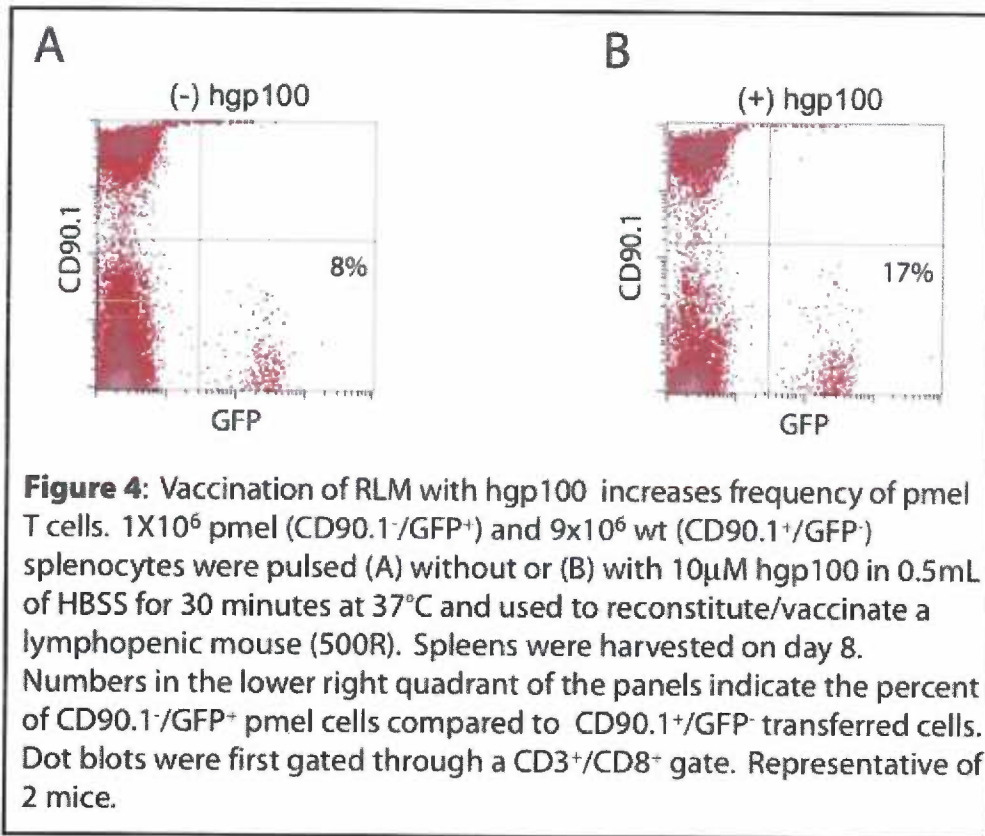 A
B
(-) hgp100
(+) hgp100
CD90.1
8%
GFP
CD90.1
17%
GFP
Figure 4: Vaccination of RLM with hgp100 increases frequency of pmel
T cells. 1X10⁶ pmel (CD90.1⁻/GFP⁺) and 9x10⁶ wt (CD90.1⁺/GFP⁻)
splenocytes were pulsed (A) without or (B) with 10µM hgp100 in 0.5mL
of HBSS for 30 minutes at 37°C and used to reconstitute/vaccinate a
lymphopenic mouse (500R). Spleens were harvested on day 8.
Numbers in the lower right quadrant of the panels indicate the percent
of CD90.1⁻/GFP⁺ pmel cells compared to CD90.1⁺/GFP⁻ transferred cells.
Dot blots were first gated through a CD3⁺/CD8⁺ gate. Representative of
2 mice.